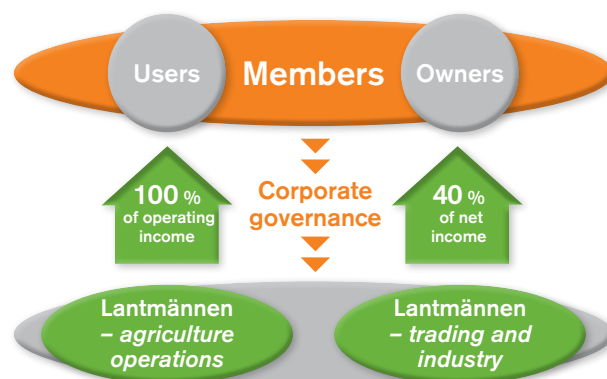 Users
Members
Owners
100 %
of operating
income
Corporate
governance
40 %
of net
income
Lantmännen
– agriculture
operations
Lantmännen
– trading and
industry